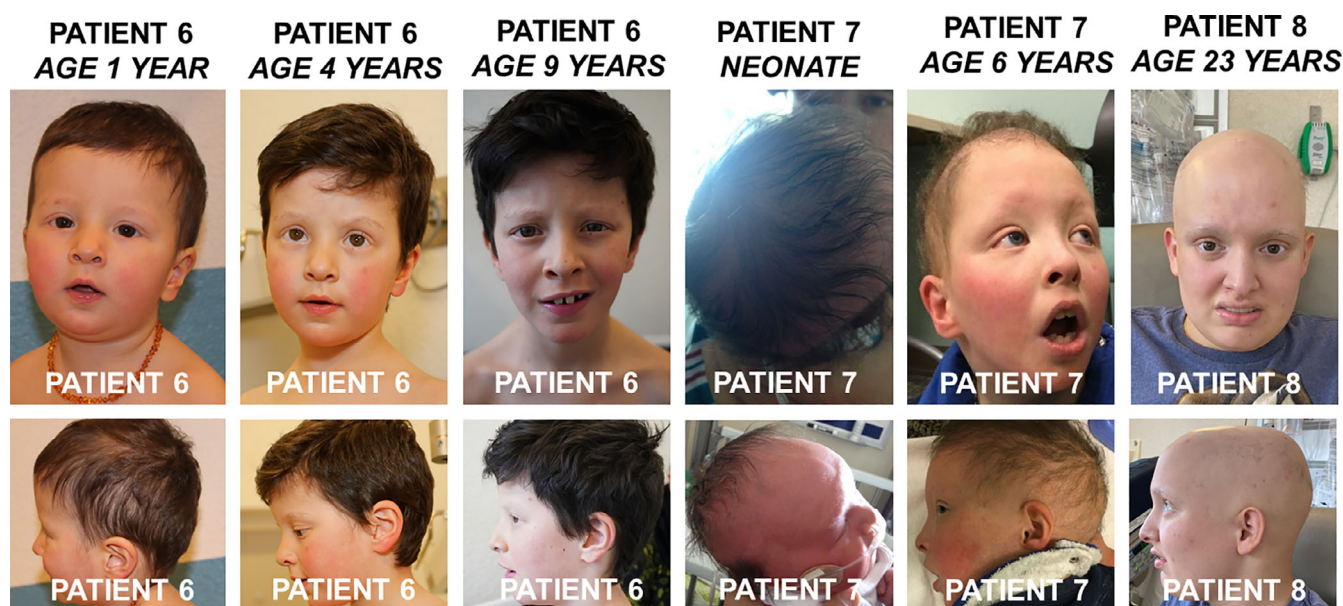 PATIENT 6
AGE 1 YEAR
PATIENT 6
AGE 4 YEARS
PATIENT 6
AGE 9 YEARS
PATIENT 7
NEONATE
PATIENT 7
AGE 6 YEARS
PATIENT 8
AGE 23 YEARS
PATIENT 6
PATIENT 6
PATIENT 6
PATIENT 7
PATIENT 7
PATIENT 8
PATIENT 6
PATIENT 6
PATIENT 6
PATIENT 7
PATIENT 7
PATIENT 8